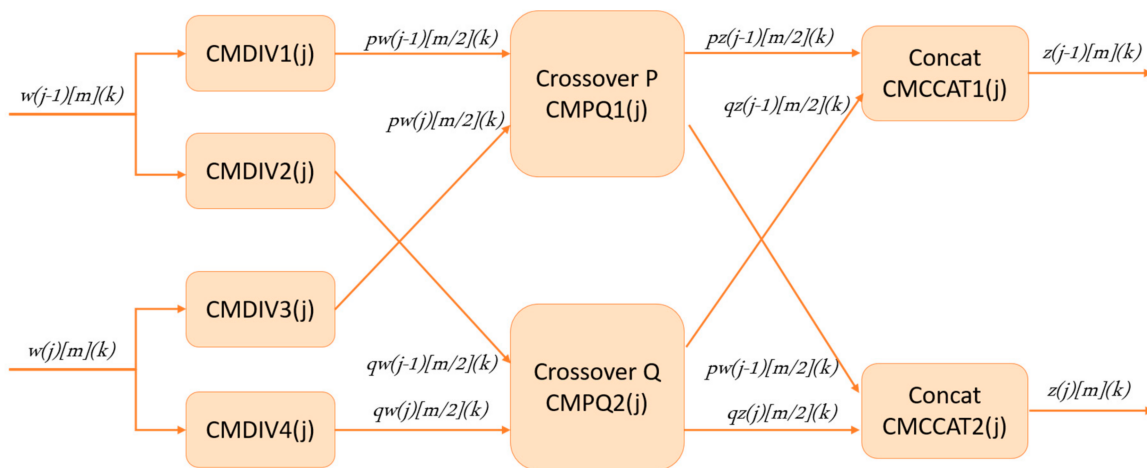 CMDIV1(j)
pw(j-1)[m/2](k)
pz(j-1)[m/2](k)
Concat
CMCCAT1(j)
z(j-1)[m](k)
Crossover P
CMPQ1(j)
w(j-1)[m](k)
qz(j-1)[m/2](k)
pw(j)[m/2](k)
CMDIV2(j)
CMDIV3(j)
w(j)[m](k)
qw(j-1)[m/2](k)
Crossover Q
CMPQ2(j)
pw(j-1)[m/2](k)
Concat
CMCCAT2(j)
z(j)[m](k)
CMDIV4(j)
qw(j)[m/2](k)
qz(j)[m/2](k)